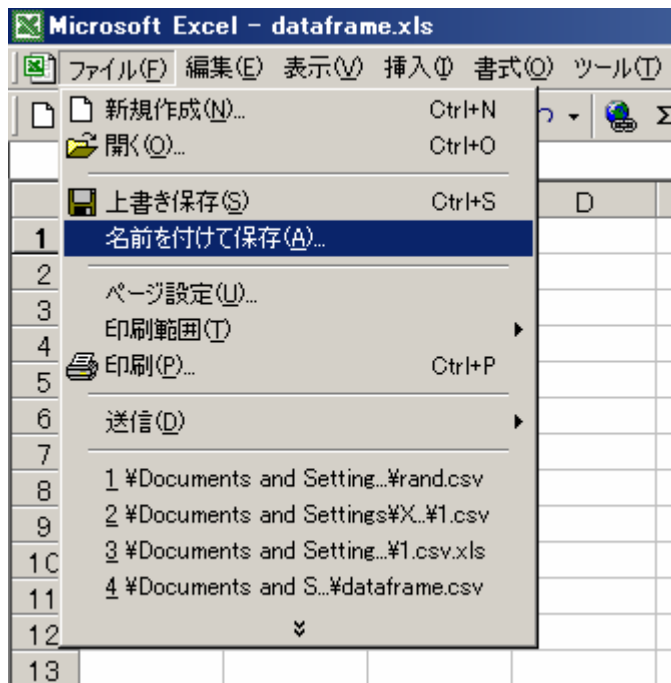 Microsoft Excel - dataframe.xls
ファイル(F) 編集(E) 表示(V) 挿入(I) 書式(O) ツール(T)
新規作成(N)... Ctrl+N
開く(O)... Ctrl+O
上書き保存(S) Ctrl+S
D
1 名前を付けて保存(A)...
2
ページ設定(U)...
3
印刷範囲(T)
4
印刷(P)... Ctrl+P
5
6 送信(D)
7
1 ¥Documents and Setting...¥rand.csv
8
2 ¥Documents and Settings¥X...¥1.csv
9
3 ¥Documents and Setting...¥1.csv.xls
10
4 ¥Documents and S...¥dataframe.csv
11
12
13